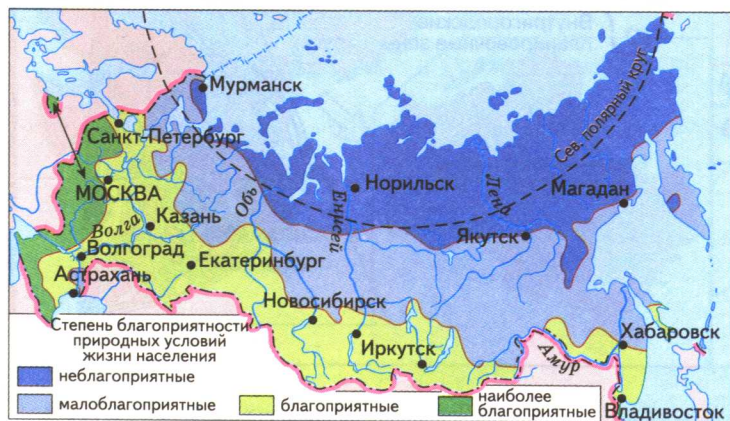 Мурманск
Сев. полярный круг
Санкт-Петербург
МОСКВА
Обь
Енисей
Норильск
Лена
Магадан
Казань
Волга
Якутск
Волгоград
Екатеринбург
Астрахань
Новосибирск
Иркутск
Амур
Хабаровск
Владивосток
Степень благоприятности
природных условий
жизни населения
неблагоприятные
малоблагоприятные
благоприятные
наиболее
благоприятные